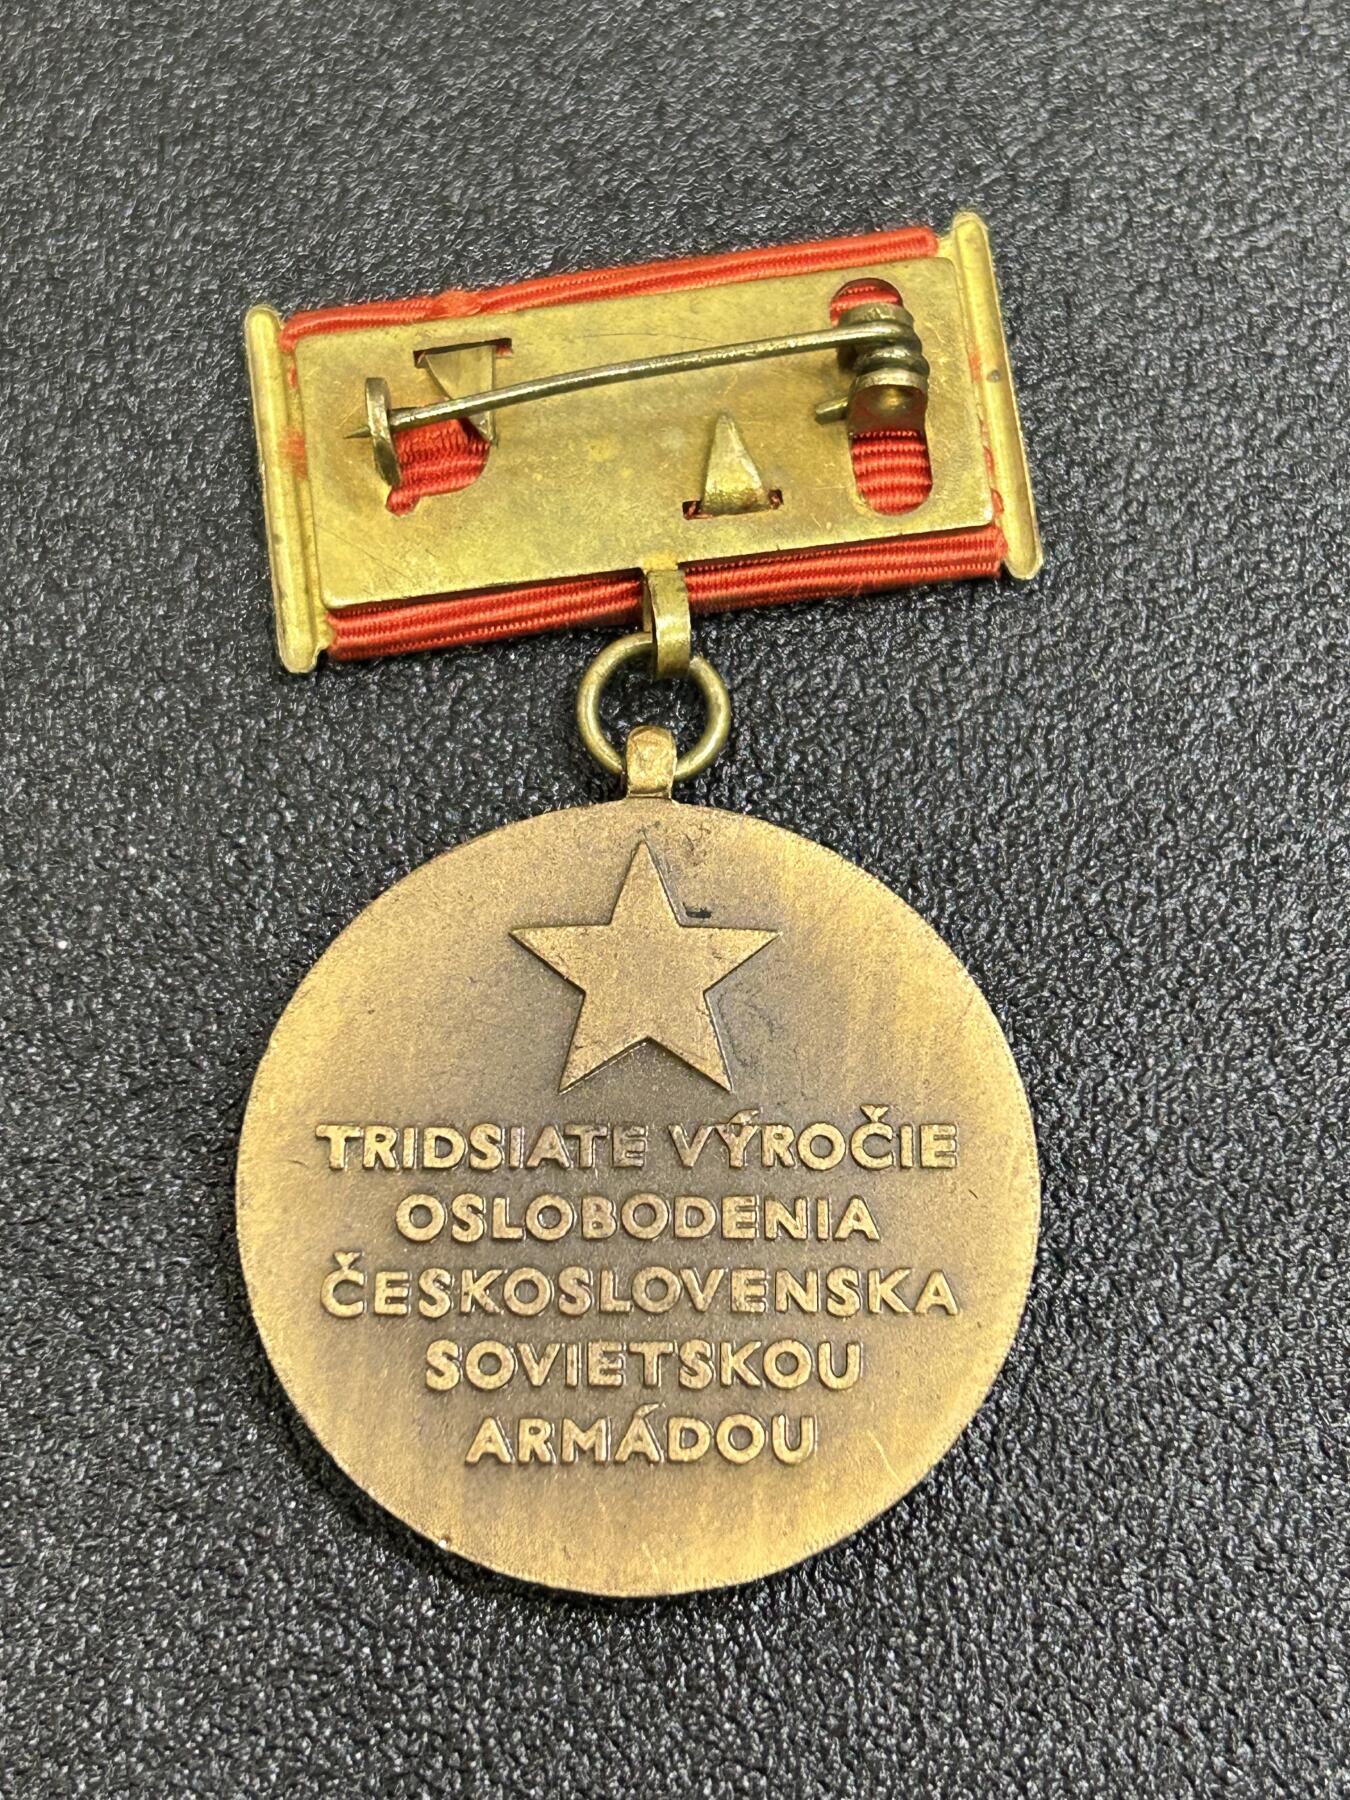 TRIDSIATE VÝROČIE
OSLOBODENIA
ČESKOSLOVENSKA
SOVIETSKOU
ARMÁDOU